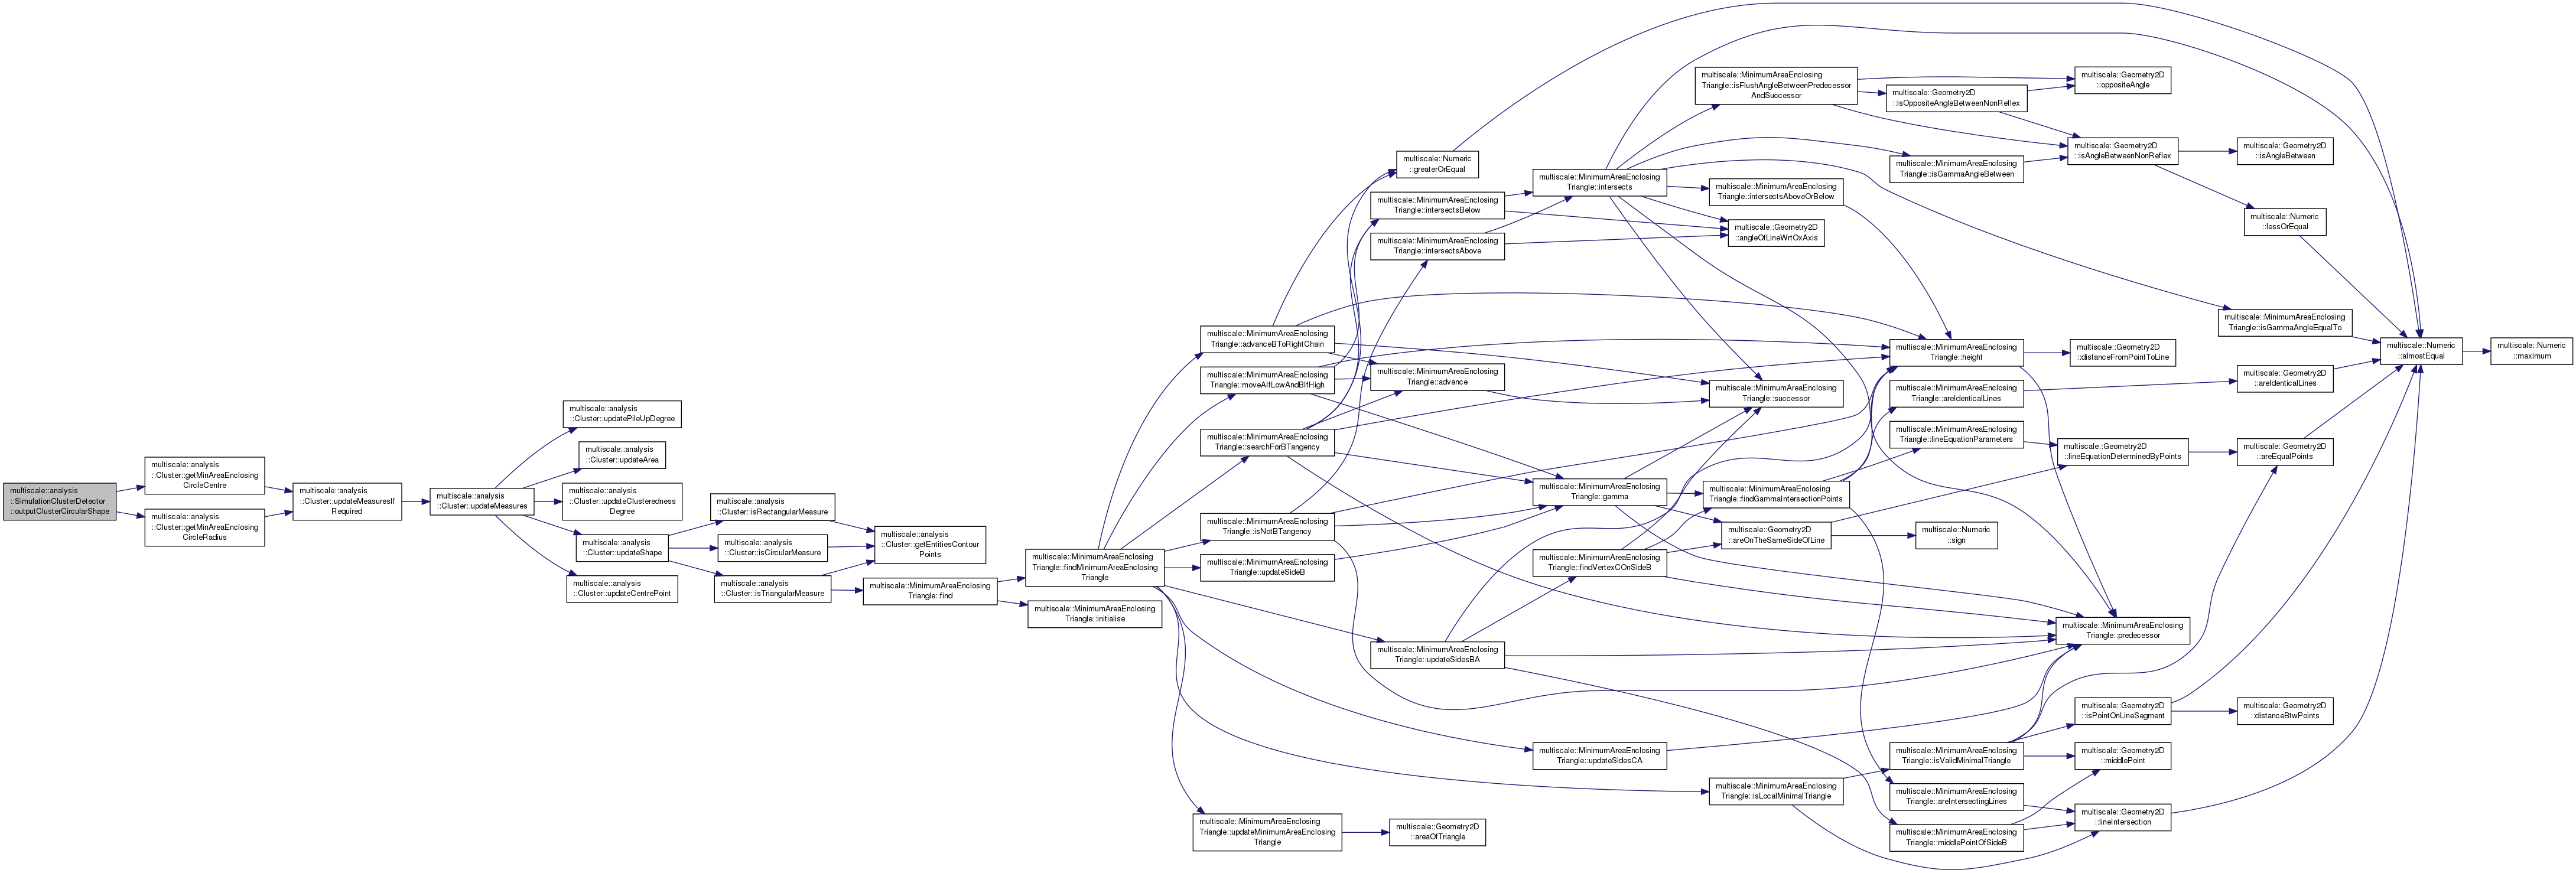 multiscale::analysis
::SimulationClusterDetector
::outputClusterCircularShape
multiscale::analysis
::Cluster::getMinAreaEnclosing
CircleCentre
multiscale::analysis
::Cluster::getMinAreaEnclosing
CircleRadius
multiscale::analysis
::Cluster::updateMeasuresIf
Required
multiscale::analysis
::Cluster::updateMeasures
multiscale::analysis
::Cluster::updatePileUpDegree
multiscale::analysis
::Cluster::updateArea
multiscale::analysis
::Cluster::updateClusteredness
Degree
multiscale::analysis
::Cluster::updateShape
multiscale::analysis
::Cluster::updateCentrePoint
multiscale::analysis
::Cluster::isRectangularMeasure
multiscale::analysis
::Cluster::isCircularMeasure
multiscale::analysis
::Cluster::isTriangularMeasure
multiscale::analysis
::Cluster::getEntitiesContour
Points
multiscale::MinimumAreaEnclosing
Triangle::find
multiscale::MinimumAreaEnclosing
Triangle::findMinimumAreaEnclosing
Triangle
multiscale::MinimumAreaEnclosing
Triangle::initialise
multiscale::MinimumAreaEnclosing
Triangle::advanceBToRightChain
multiscale::MinimumAreaEnclosing
Triangle::moveAIfLowAndBIfHigh
multiscale::MinimumAreaEnclosing
Triangle::searchForBTangency
multiscale::MinimumAreaEnclosing
Triangle::isNotBTangency
multiscale::MinimumAreaEnclosing
Triangle::updateSideB
multiscale::MinimumAreaEnclosing
Triangle::updateMinimumAreaEnclosing
Triangle
multiscale::Numeric
::greaterOrEqual
multiscale::MinimumAreaEnclosing
Triangle::intersectsBelow
multiscale::MinimumAreaEnclosing
Triangle::intersectsAbove
multiscale::MinimumAreaEnclosing
Triangle::advance
multiscale::MinimumAreaEnclosing
Triangle::updateSidesBA
multiscale::Geometry2D
::areaOfTriangle
multiscale::MinimumAreaEnclosing
Triangle::intersects
multiscale::MinimumAreaEnclosing
Triangle::gamma
multiscale::MinimumAreaEnclosing
Triangle::findVertexCOnSideB
multiscale::MinimumAreaEnclosing
Triangle::updateSidesCA
multiscale::MinimumAreaEnclosing
Triangle::isFlushAngleBetweenPredecessor
AndSuccessor
multiscale::MinimumAreaEnclosing
Triangle::intersectsAboveOrBelow
multiscale::Geometry2D
::angleOfLineWrtOxAxis
multiscale::MinimumAreaEnclosing
Triangle::successor
multiscale::MinimumAreaEnclosing
Triangle::findGammaIntersectionPoints
multiscale::Geometry2D
::areOnTheSameSideOfLine
multiscale::MinimumAreaEnclosing
Triangle::isLocalMinimalTriangle
multiscale::Geometry2D
::isOppositeAngleBetweenNonReflex
multiscale::MinimumAreaEnclosing
Triangle::isGammaAngleBetween
multiscale::MinimumAreaEnclosing
Triangle::height
multiscale::MinimumAreaEnclosing
Triangle::areIdenticalLines
multiscale::MinimumAreaEnclosing
Triangle::lineEquationParameters
multiscale::Numeric
::sign
multiscale::MinimumAreaEnclosing
Triangle::isValidMinimalTriangle
multiscale::MinimumAreaEnclosing
Triangle::areIntersectingLines
multiscale::MinimumAreaEnclosing
Triangle::middlePointOfSideB
multiscale::Geometry2D
::oppositeAngle
multiscale::Geometry2D
::isAngleBetweenNonReflex
multiscale::Geometry2D
::distanceFromPointToLine
multiscale::Geometry2D
::lineEquationDeterminedByPoints
multiscale::MinimumAreaEnclosing
Triangle::predecessor
multiscale::Geometry2D
::isPointOnLineSegment
multiscale::Geometry2D
::middlePoint
multiscale::Geometry2D
::lineIntersection
multiscale::Geometry2D
::isAngleBetween
multiscale::Numeric
::lessOrEqual
multiscale::MinimumAreaEnclosing
Triangle::isGammaAngleEqualTo
multiscale::Geometry2D
::areIdenticalLines
multiscale::Geometry2D
::areEqualPoints
multiscale::Geometry2D
::distanceBtwPoints
multiscale::Numeric
::almostEqual
multiscale::Numeric
::maximum